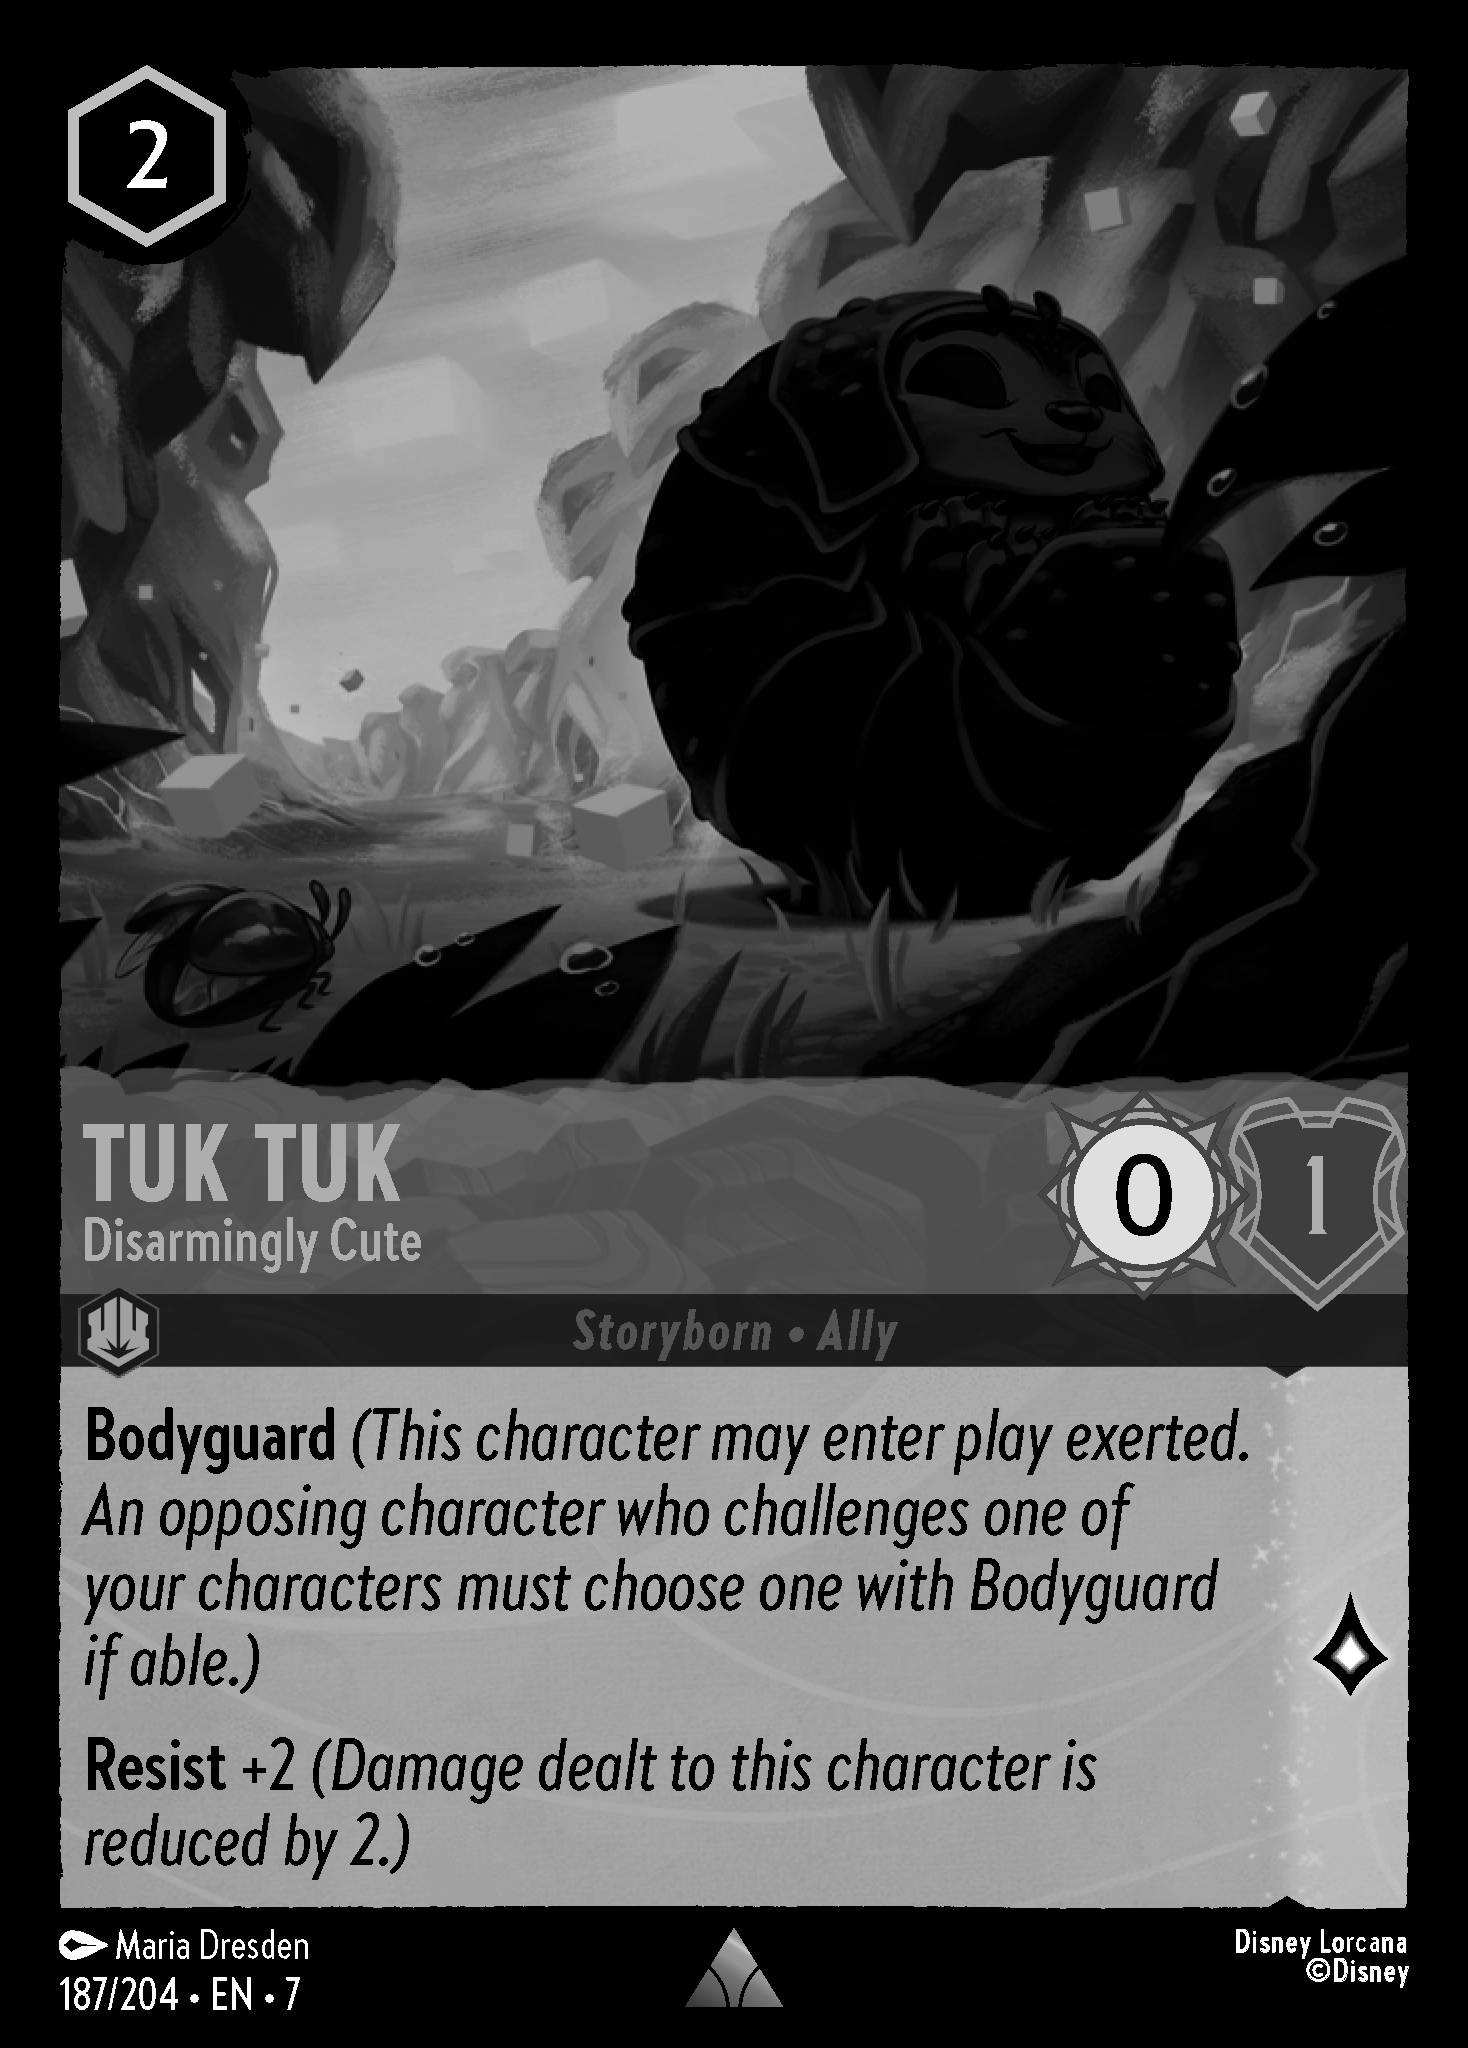 2
TUK TUK
Disarmingly Cute
0 1
Storyborn • Ally
Bodyguard (This character may enter play exerted.
An opposing character who challenges one of
your characters must choose one with Bodyguard
if able.)
Resist +2 (Damage dealt to this character is
reduced by 2.)
Maria Dresden
187/204 • EN • 7
Disney Lorcana
©Disney